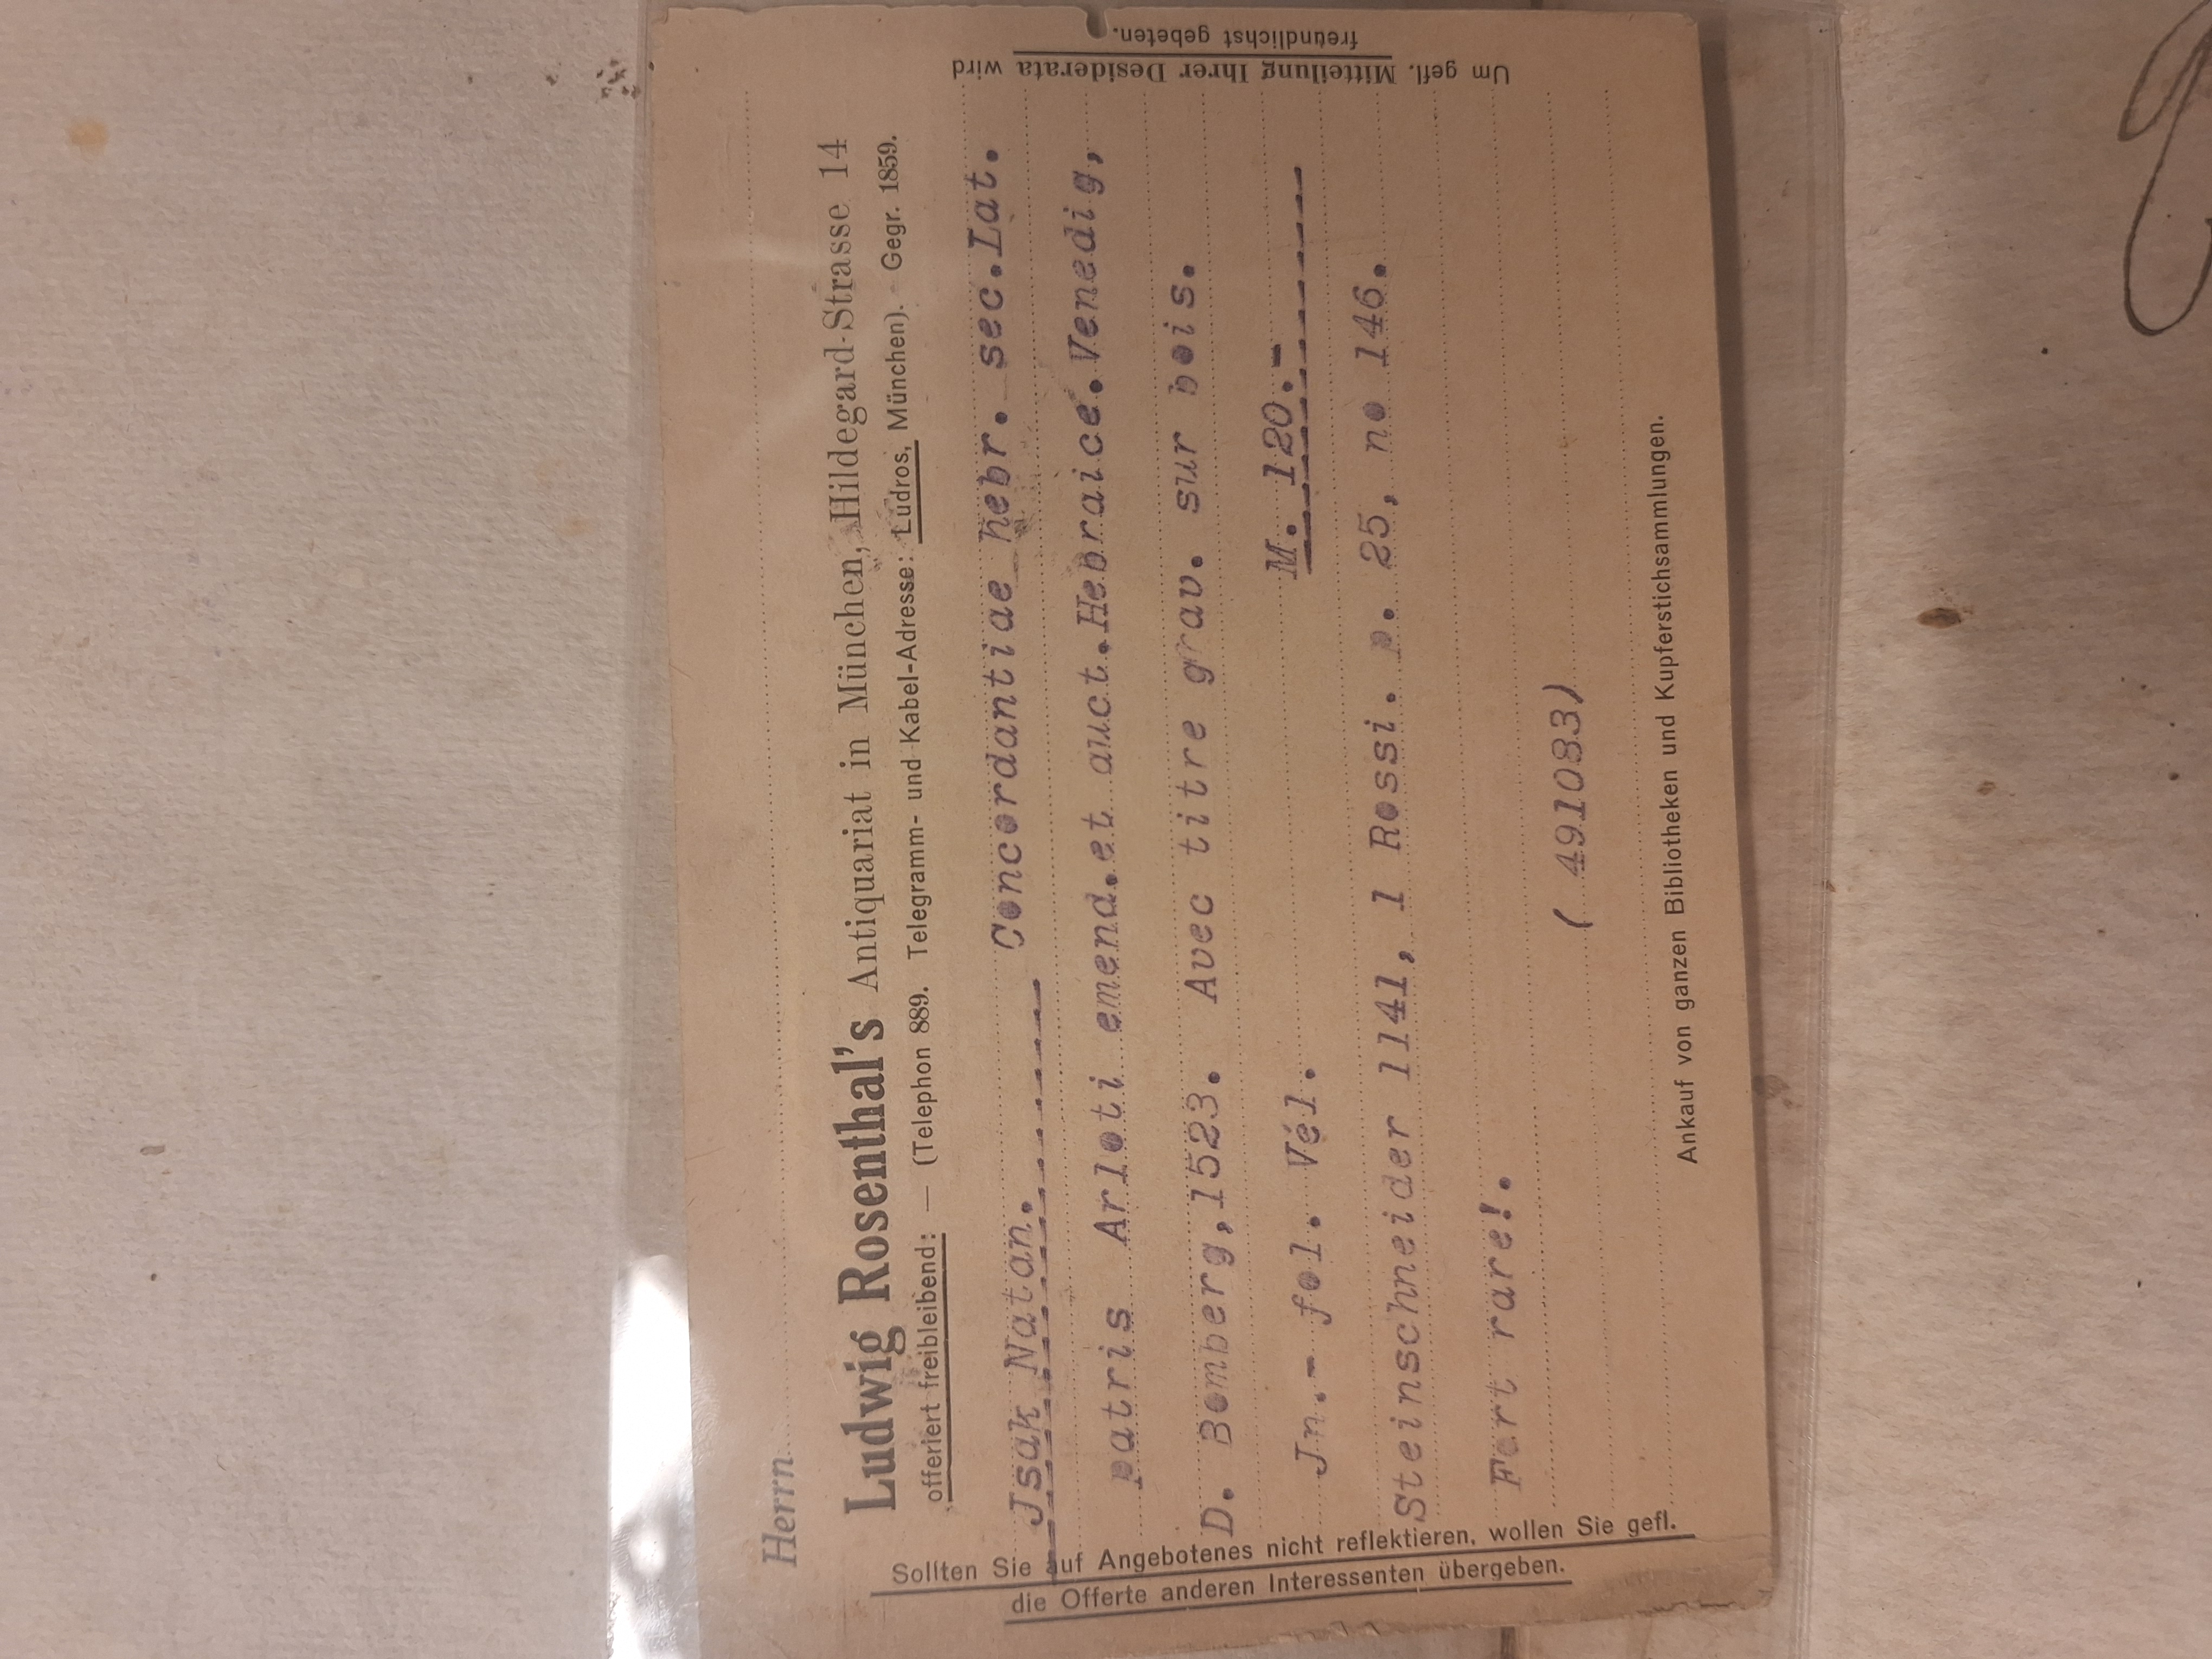 Herrn
Ludwig Rosenthal's Antiquariat in München, Hildegard-Strasse 14
offeriert freibleibend: — (Telephon 889. Telegramm- und Kabel-Adresse: Ludros, München). Gegr. 1859.
Jsak Natan. Concordantiae hebr. sec.Lat.
patris Arloti emend.et auct.Hebraice.Venedig,
D. Bomberg,1523. Avec titre grav. sur bois.
Jn.- fol. Vél. M. 120.-
Steinschneider 1141, 1 Rossi. p. 25, no 146.
Fort rare!.
( 491083)
Ankauf von ganzen Bibliotheken und Kupferstichsammlungen.
Sollten Sie auf Angebotenes nicht reflektieren, wollen Sie gefl.
die Offerte anderen Interessenten übergeben.
Um gefl. Mitteilung Ihrer Desiderata wird
freundlichst gebeten.